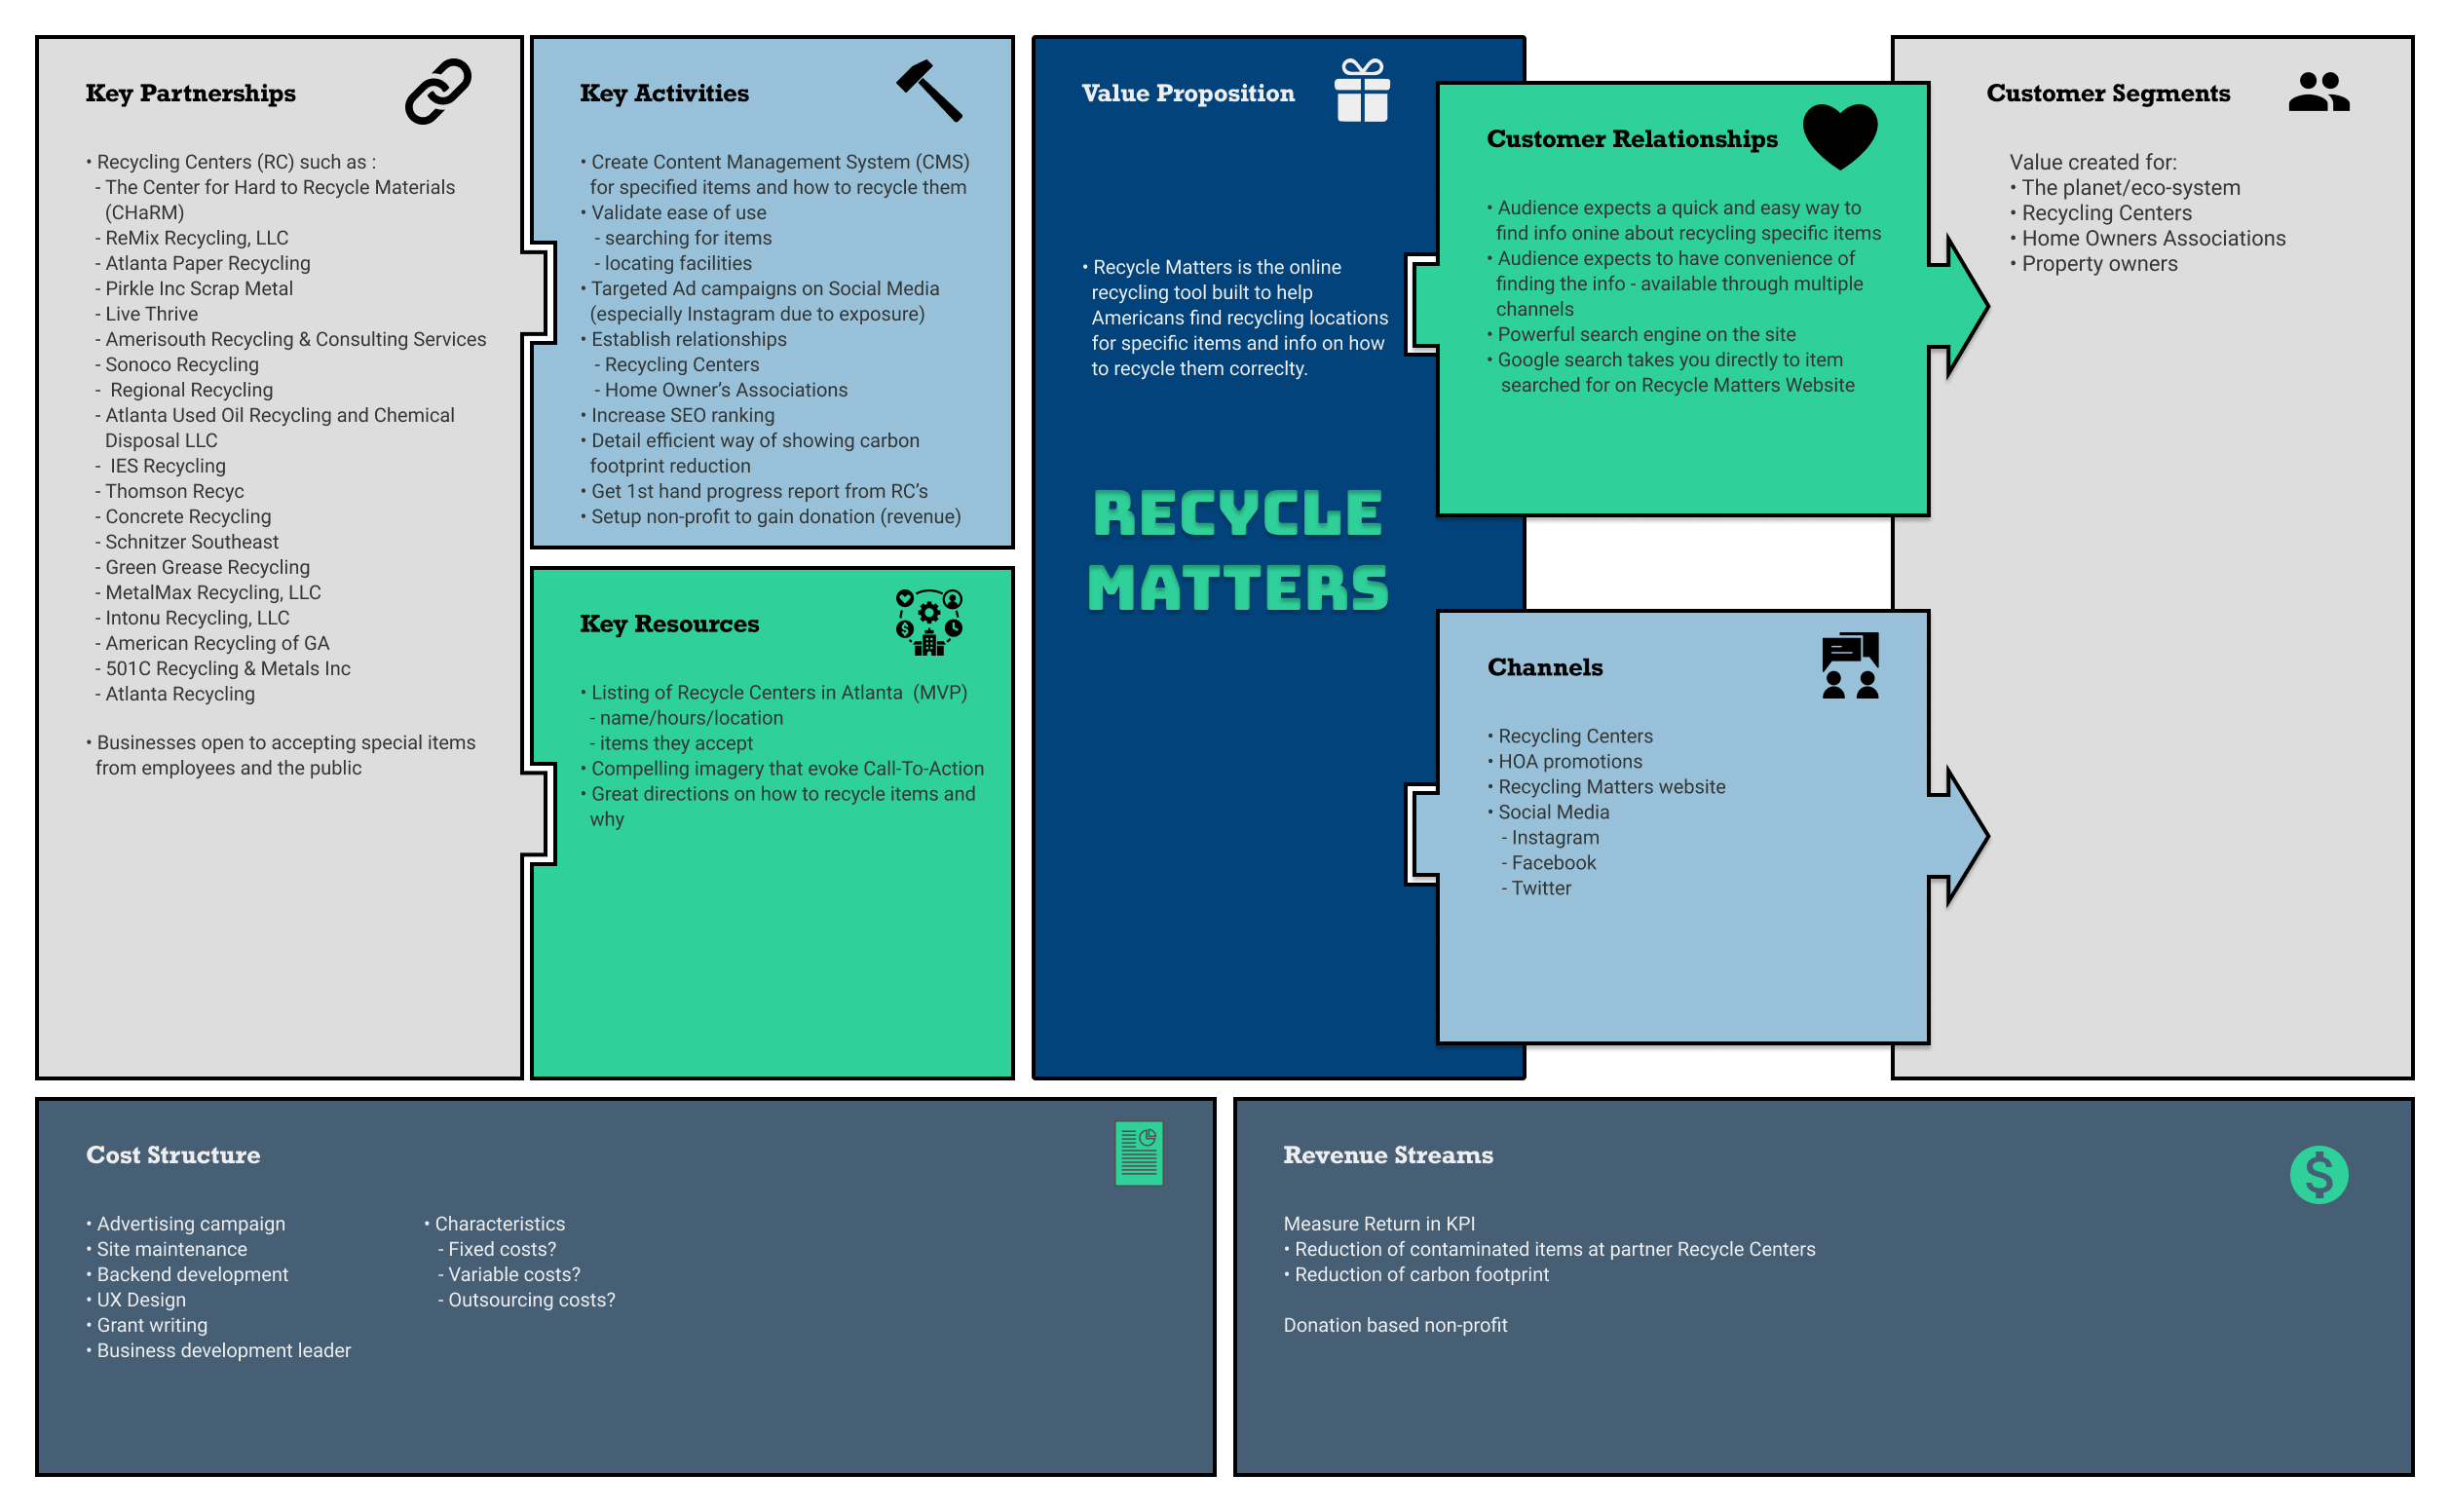 Key Partnerships
• Recycling Centers (RC) such as :
- The Center for Hard to Recycle Materials
(CHaRM)
- ReMix Recycling, LLC
- Atlanta Paper Recycling
- Pirkle Inc Scrap Metal
- Live Thrive
- Amerisouth Recycling & Consulting Services
- Sonoco Recycling
- Regional Recycling
- Atlanta Used Oil Recycling and Chemical
Disposal LLC
- IES Recycling
- Thomson Recyc
- Concrete Recycling
- Schnitzer Southeast
- Green Grease Recycling
- MetalMax Recycling, LLC
- Intonu Recycling, LLC
- American Recycling of GA
- 501C Recycling & Metals Inc
- Atlanta Recycling
• Businesses open to accepting special items
from employees and the public
Key Activities
• Create Content Management System (CMS)
for specified items and how to recycle them
• Validate ease of use
- searching for items
- locating facilities
• Targeted Ad campaigns on Social Media
(especially Instagram due to exposure)
• Establish relationships
- Recycling Centers
- Home Owner's Associations
• Increase SEO ranking
• Detail efficient way of showing carbon
footprint reduction
• Get 1st hand progress report from RC's
• Setup non-profit to gain donation (revenue)
Key Resources
• Listing of Recycle Centers in Atlanta (MVP)
- name/hours/location
- items they accept
• Compelling imagery that evoke Call-To-Action
• Great directions on how to recycle items and
why
Value Proposition
• Recycle Matters is the online
recycling tool built to help
Americans find recycling locations
for specific items and info on how
to recycle them correclty.
RECYCLE
MATTERS
Customer Relationships
• Audience expects a quick and easy way to
find info onine about recycling specific items
• Audience expects to have convenience of
finding the info - available through multiple
channels
• Powerful search engine on the site
• Google search takes you directly to item
searched for on Recycle Matters Website
Channels
• Recycling Centers
• HOA promotions
• Recycling Matters website
• Social Media
- Instagram
- Facebook
- Twitter
Customer Segments
Value created for:
• The planet/eco-system
• Recycling Centers
• Home Owners Associations
• Property owners
Cost Structure
• Advertising campaign
• Site maintenance
• Backend development
• UX Design
• Grant writing
• Business development leader
• Characteristics
- Fixed costs?
- Variable costs?
- Outsourcing costs?
Revenue Streams
Measure Return in KPI
• Reduction of contaminated items at partner Recycle Centers
• Reduction of carbon footprint
Donation based non-profit